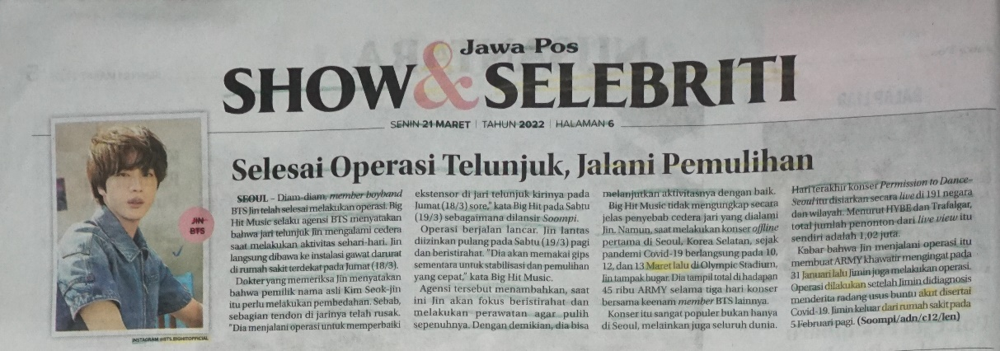 Jawa Pos
SHOW & SELEBRITI
SENIN 21 MARET | TAHUN 2022 | HALAMAN 6
JIN
BTS
INSTAGRAM @BTS.BIGHITOFFICIAL
Selesai Operasi Telunjuk, Jalani Pemulihan
SEOUL – Diam-diam, member boyband
BTS Jin telah selesai melakukan operasi. Big
Hit Music selaku agensi BTS menyatakan
bahwa jari telunjuk Jin mengalami cedera
saat melakukan aktivitas sehari-hari. Jin
langsung dibawa ke instalasi gawat darurat
di rumah sakit terdekat pada Jumat (18/3).
Dokter yang memeriksa Jin menyatakan
bahwa pemilik nama asli Kim Seok-jin
itu perlu melakukan pembedahan. Sebab,
sebagian tendon di jarinya telah rusak.
"Dia menjalani operasi untuk memperbaiki
ekstensor di jari telunjuk kirinya pada
Jumat (18/3) sore," kata Big Hit pada Sabtu
(19/3) sebagaimana dilansir Soompi.
Operasi berjalan lancar. Jin lantas
diizinkan pulang pada Sabtu (19/3) pagi
dan beristirahat. "Dia akan memakai gips
sementara untuk stabilisasi dan pemulihan
yang cepat," kata Big Hit Music.
Agensi tersebut menambahkan, saat
ini Jin akan fokus beristirahat dan
melakukan perawatan agar pulih
sepenuhnya. Dengan demikian, dia bisa
melanjutkan aktivitasnya dengan baik.
Big Hit Music tidak mengungkap secara
jelas penyebab cedera jari yang dialami
Jin. Namun, saat melakukan konser offline
pertama di Seoul, Korea Selatan, sejak
pandemi Covid-19 berlangsung pada 10,
12, dan 13 Maret lalu di Olympic Stadium,
Jin tampak bugar. Dia tampil total di hadapan
45 ribu ARMY selama tiga hari konser
bersama keenam member BTS lainnya.
Konser itu sangat populer bukan hanya
di Seoul, melainkan juga seluruh dunia.
Hari terakhir konser Permission to Dance–
Seoul itu disiarkan secara live di 191 negara
dan wilayah. Menurut HYBE dan Trafalgar,
total jumlah penonton dari live view itu
sendiri adalah 1,02 juta.
Kabar bahwa Jin menjalani operasi itu
membuat ARMY khawatir mengingat pada
31 Januari lalu Jimin juga melakukan operasi.
Operasi dilakukan setelah Jimin didiagnosis
menderita radang usus buntu akut disertai
Covid-19. Jimin keluar dari rumah sakit pada
5 Februari pagi. (Soompi/adn/c12/len)